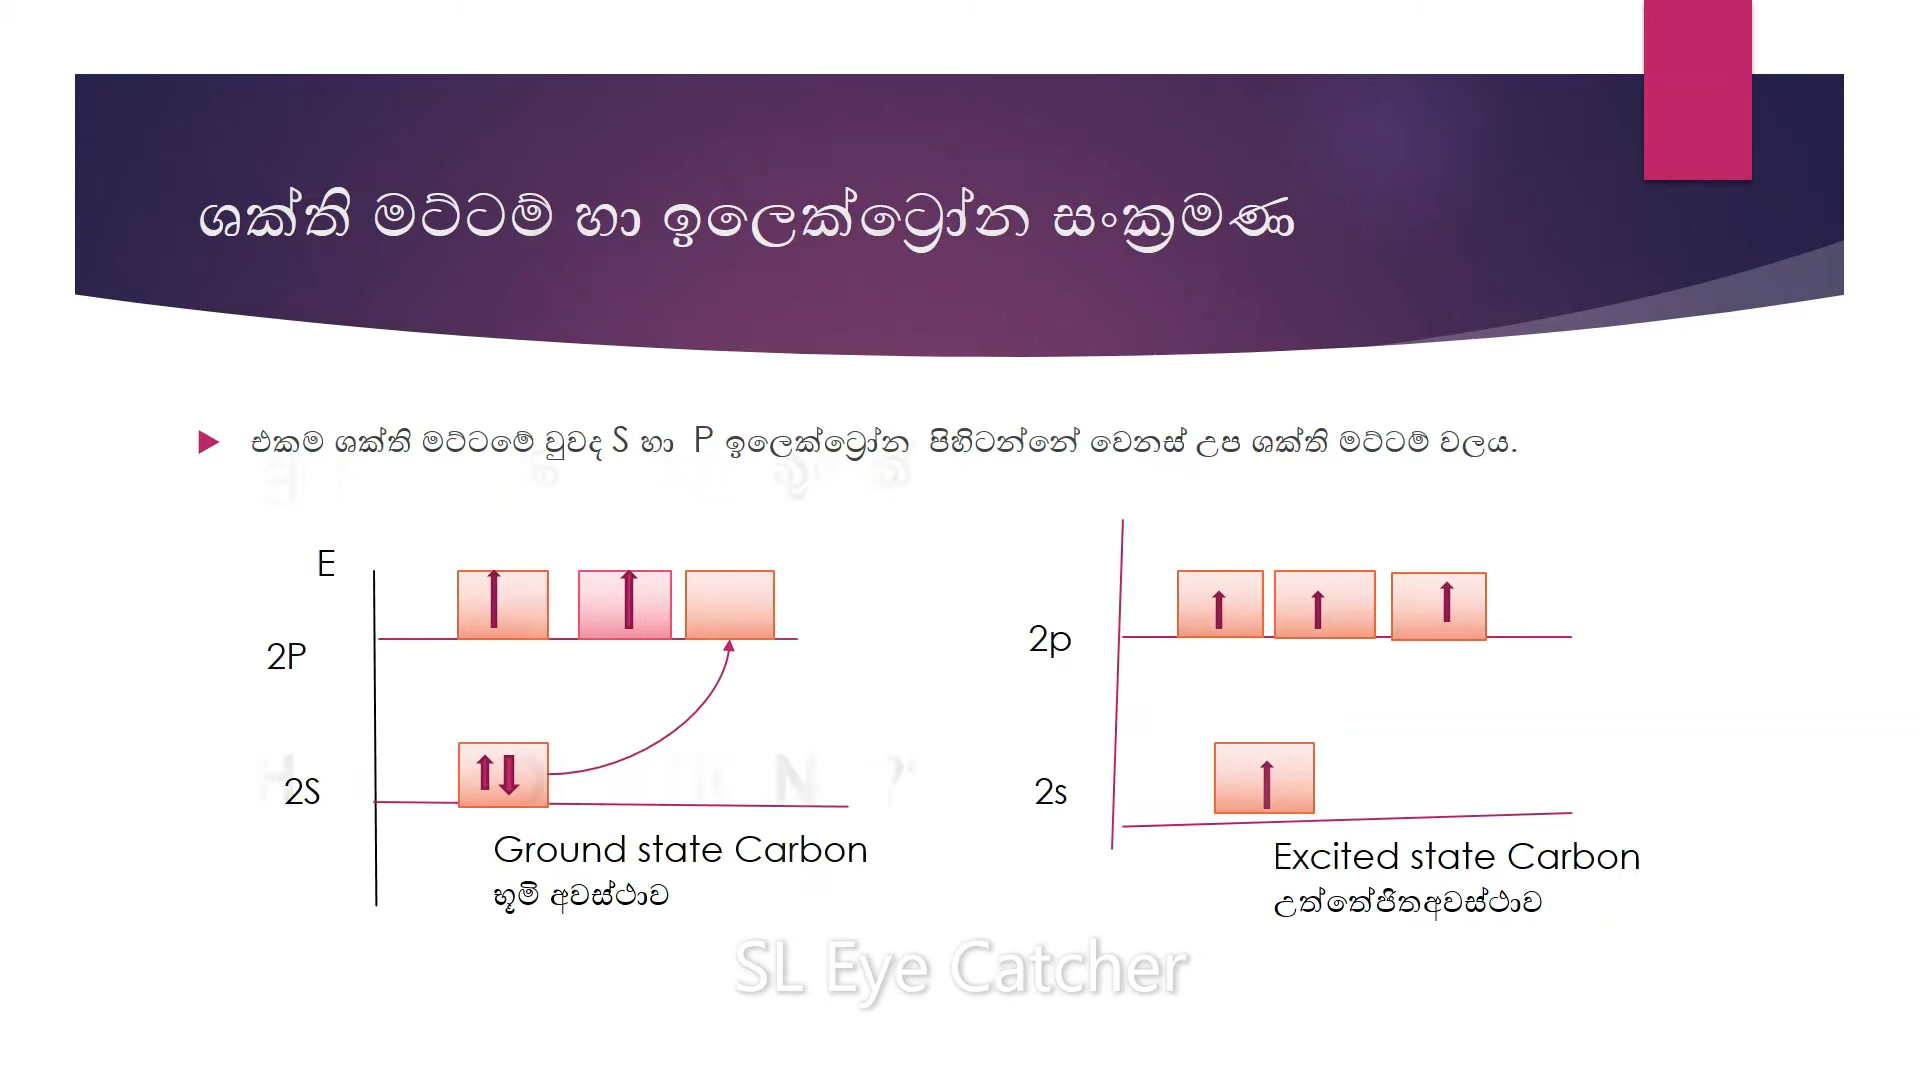 ශක්ති මට්ටම් හා ඉලෙක්ට්‍රෝන සංක්‍රමණ
එකම ශක්ති මට්ටමේ වුවද S හා P ඉලෙක්ට්‍රෝන පිහිටන්නේ වෙනස් උප ශක්ති මට්ටම් වලය.
E
2P
2S
Ground state Carbon
භූමි අවස්ථාව
2p
2s
Excited state Carbon
උත්තේජිතඅවස්ථාව
SL Eye Catcher